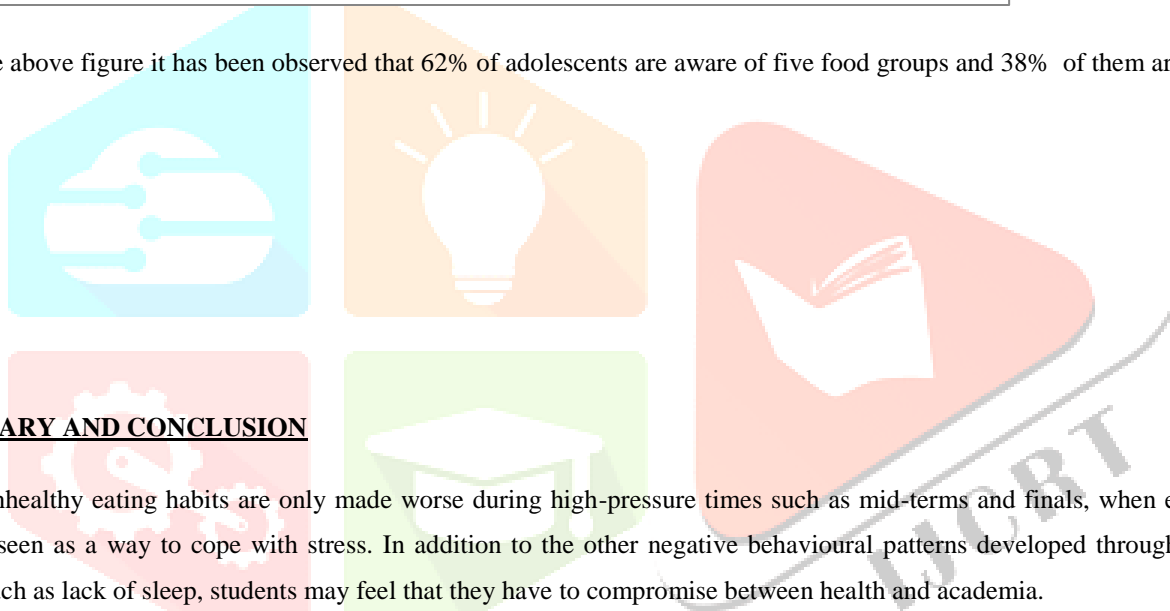 e above figure it has been observed that 62% of adolescents are aware of five food groups and 38% of them ar
ARY AND CONCLUSION
nhealthy eating habits are only made worse during high-pressure times such as mid-terms and finals, when e
seen as a way to cope with stress. In addition to the other negative behavioural patterns developed through
ch as lack of sleep, students may feel that they have to compromise between health and academia.
IJCRT